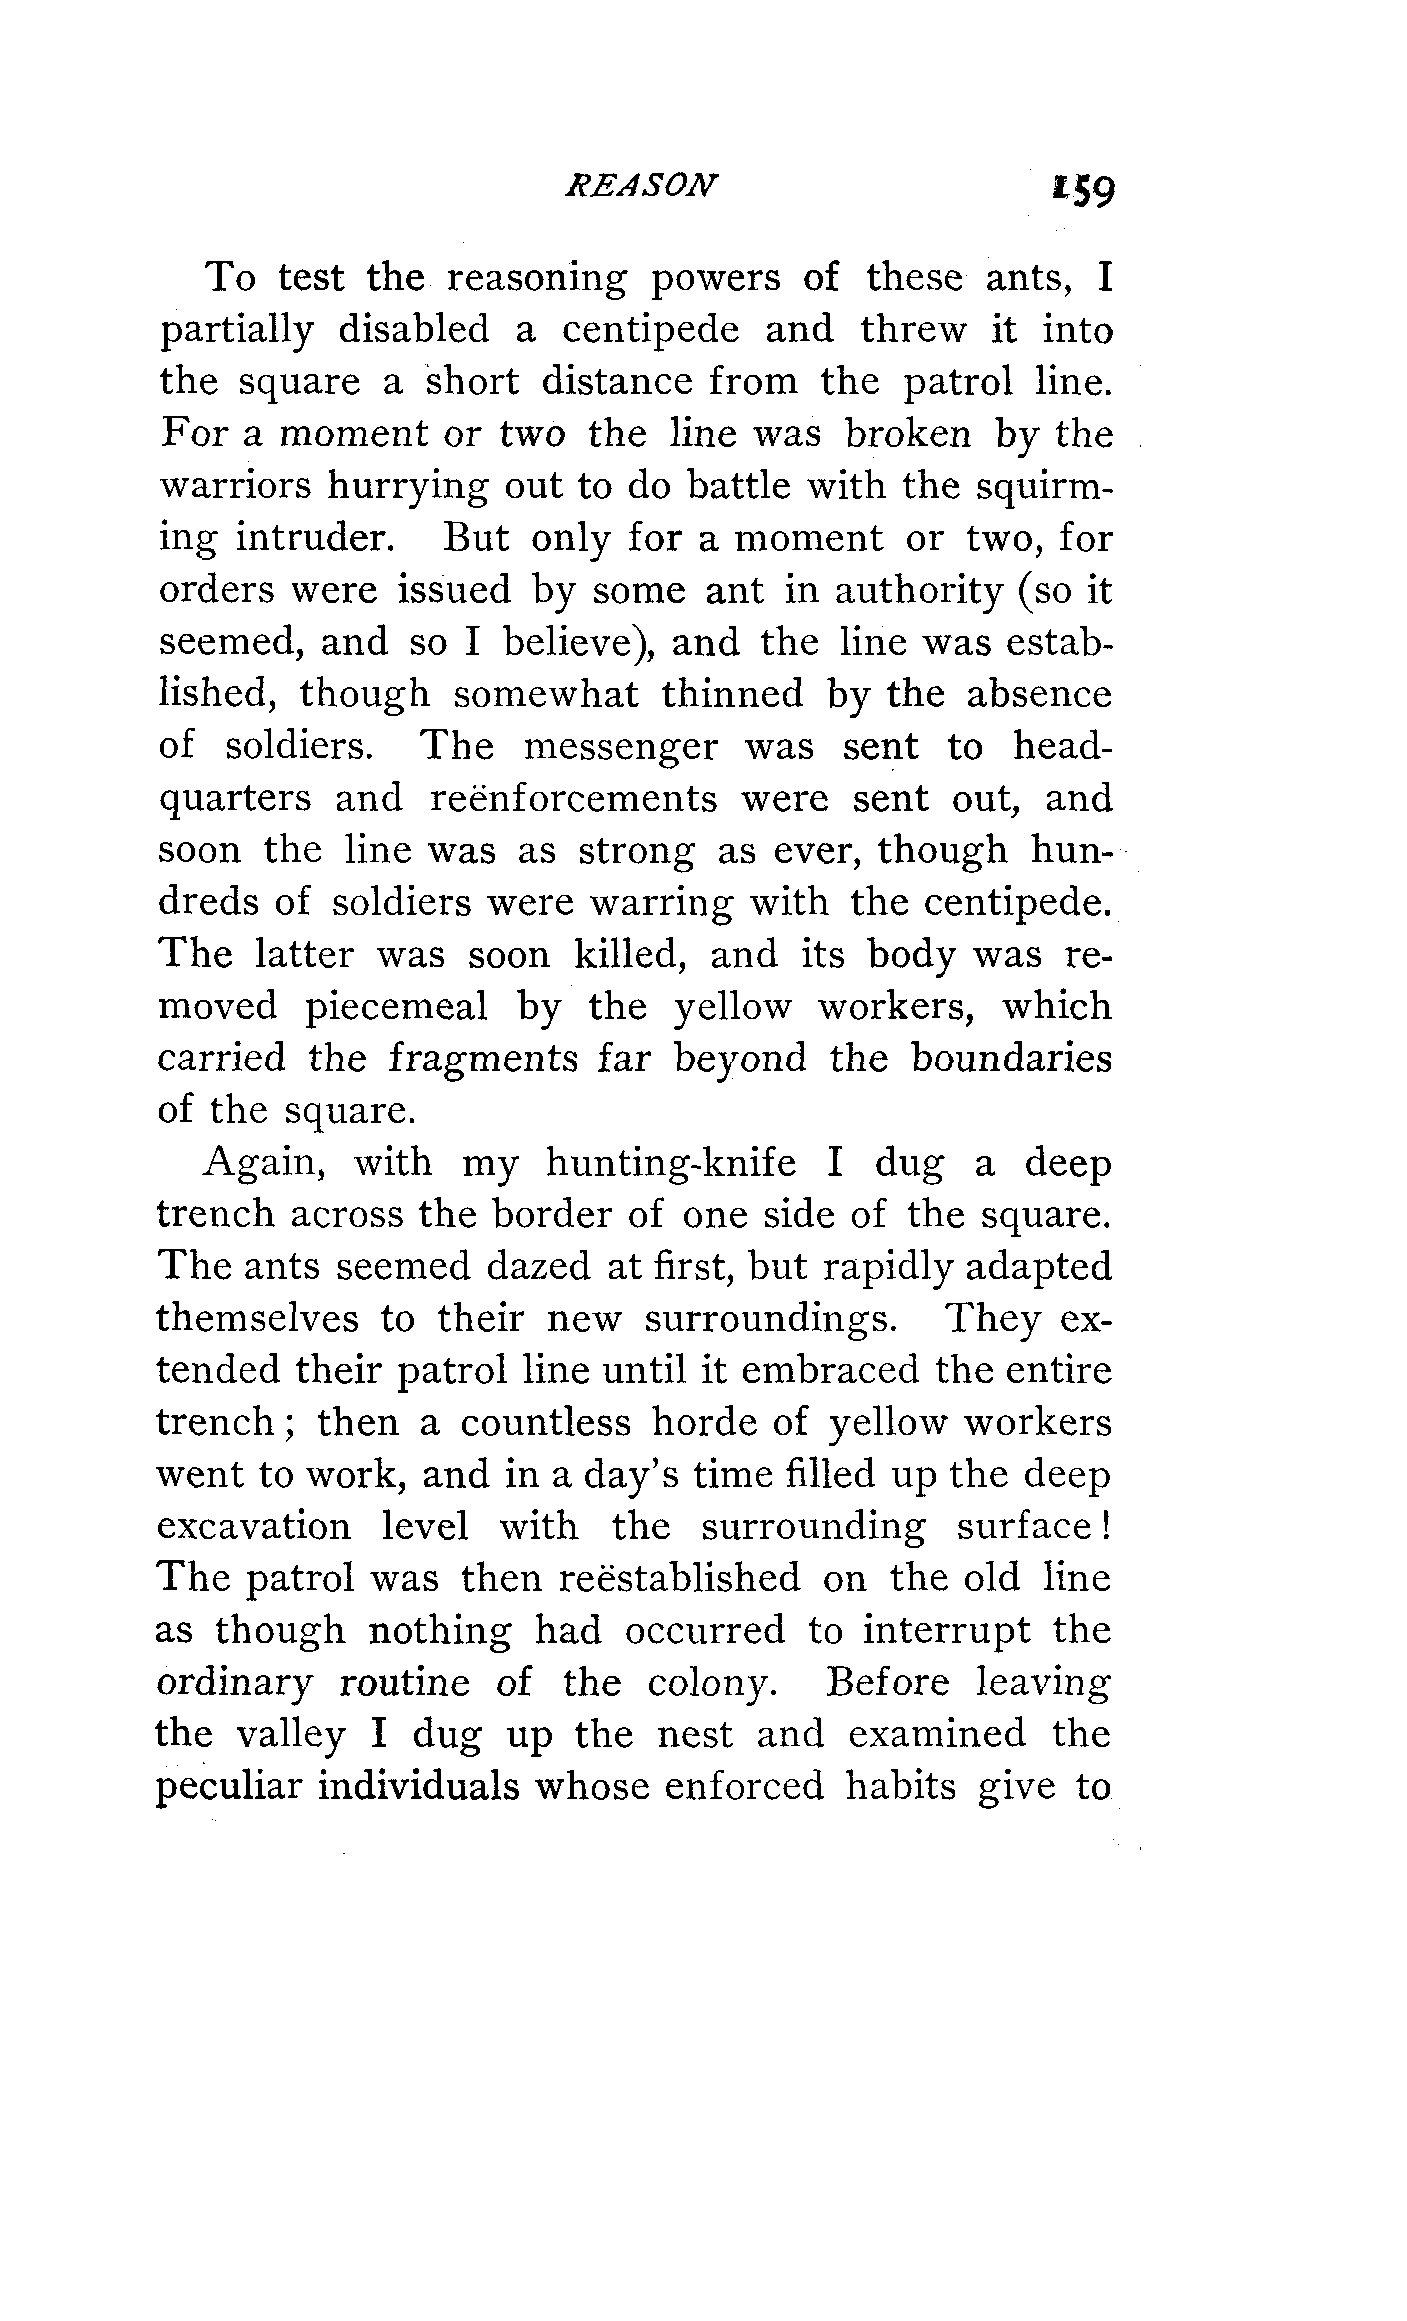 REASON 159
To test the reasoning powers of these ants, I
partially disabled a centipede and threw it into
the square a short distance from the patrol line.
For a moment or two the line was broken by the
warriors hurrying out to do battle with the squirm-
ing intruder. But only for a moment or two, for
orders were issued by some ant in authority (so it
seemed, and so I believe), and the line was estab-
lished, though somewhat thinned by the absence
of soldiers. The messenger was sent to head-
quarters and reënforcements were sent out, and
soon the line was as strong as ever, though hun-
dreds of soldiers were warring with the centipede.
The latter was soon killed, and its body was re-
moved piecemeal by the yellow workers, which
carried the fragments far beyond the boundaries
of the square.
Again, with my hunting-knife I dug a deep
trench across the border of one side of the square.
The ants seemed dazed at first, but rapidly adapted
themselves to their new surroundings. They ex-
tended their patrol line until it embraced the entire
trench; then a countless horde of yellow workers
went to work, and in a day's time filled up the deep
excavation level with the surrounding surface!
The patrol was then reëstablished on the old line
as though nothing had occurred to interrupt the
ordinary routine of the colony. Before leaving
the valley I dug up the nest and examined the
peculiar individuals whose enforced habits give to